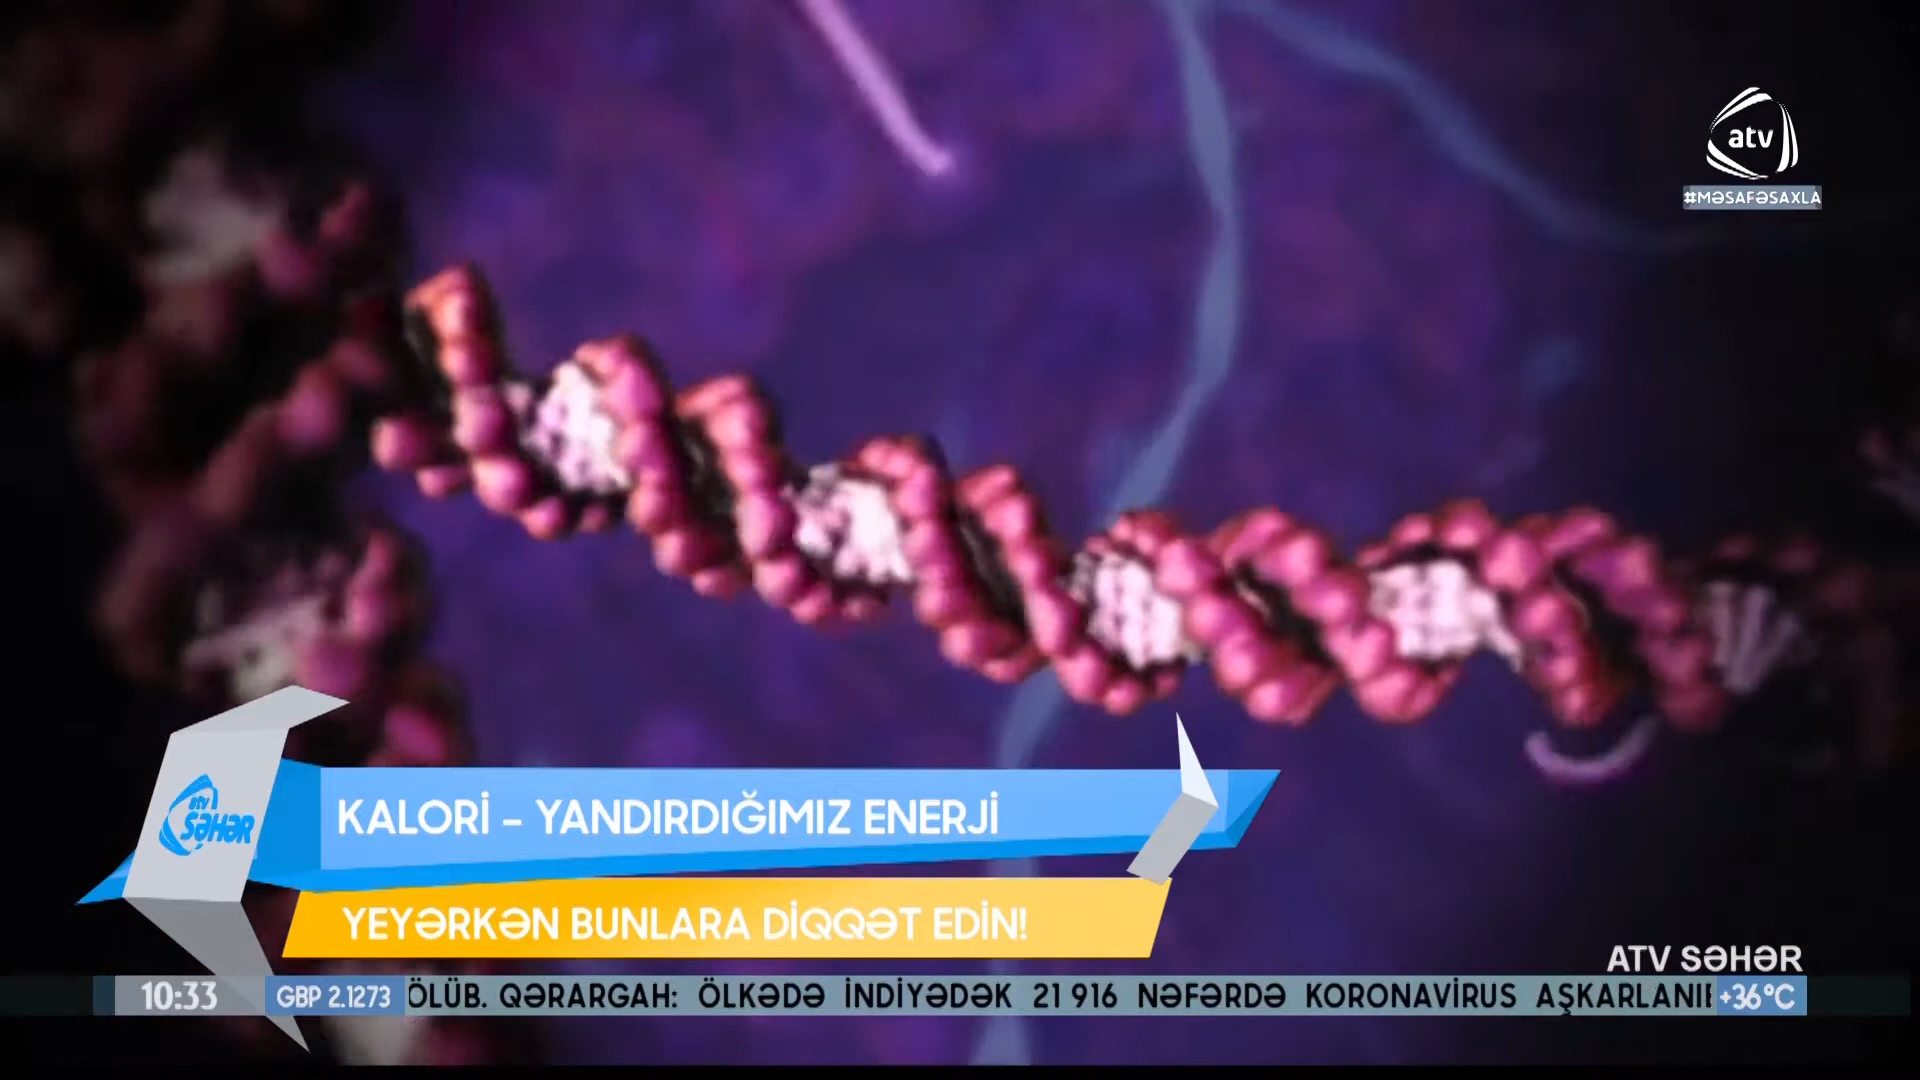 atv
#MƏSAFƏSAXLA
atv
SƏHƏR
KALORİ – YANDIRDIĞIMIZ ENERJİ
YEYƏRKƏN BUNLARA DİQQƏT EDİN!
ATV SƏHƏR
10:33 GBP 2.1273 ÖLÜB. QƏRARGAH: ÖLKƏDƏ İNDİYƏDƏK 21 916 NƏFƏRDƏ KORONAVİRUS +36°C